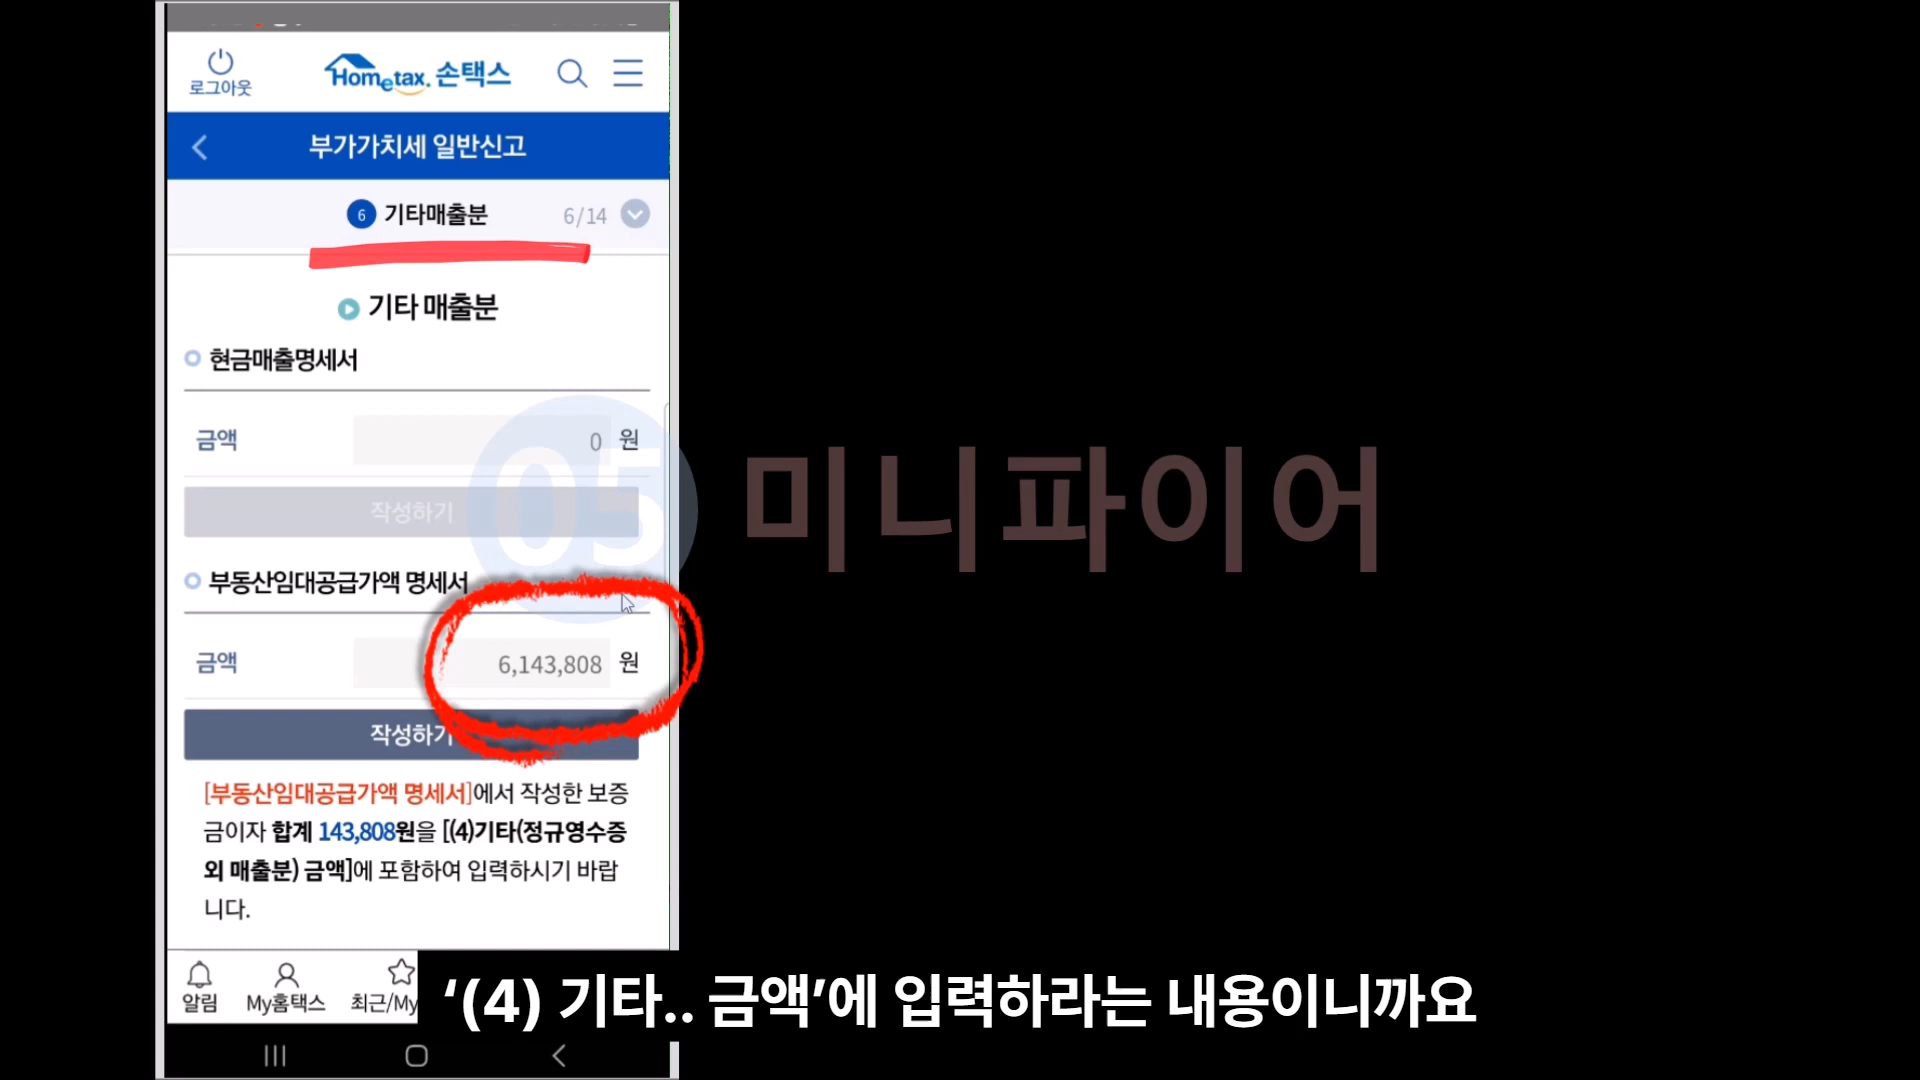 로그아웃
Hometax. 손택스
부가가치세 일반신고
6 기타매출분 6/14
기타 매출분
현금매출명세서
금액 0 원
작성하기
05 미니파이어
부동산임대공급가액 명세서
금액 6,143,808 원
작성하기
[부동산임대공급가액 명세서]에서 작성한 보증
금이자 합계 143,808원을 [(4)기타(정규영수증
외 매출분) 금액]에 포함하여 입력하시기 바랍
니다.
알림 My홈택스 최근/My
‘(4) 기타.. 금액’에 입력하라는 내용이니까요